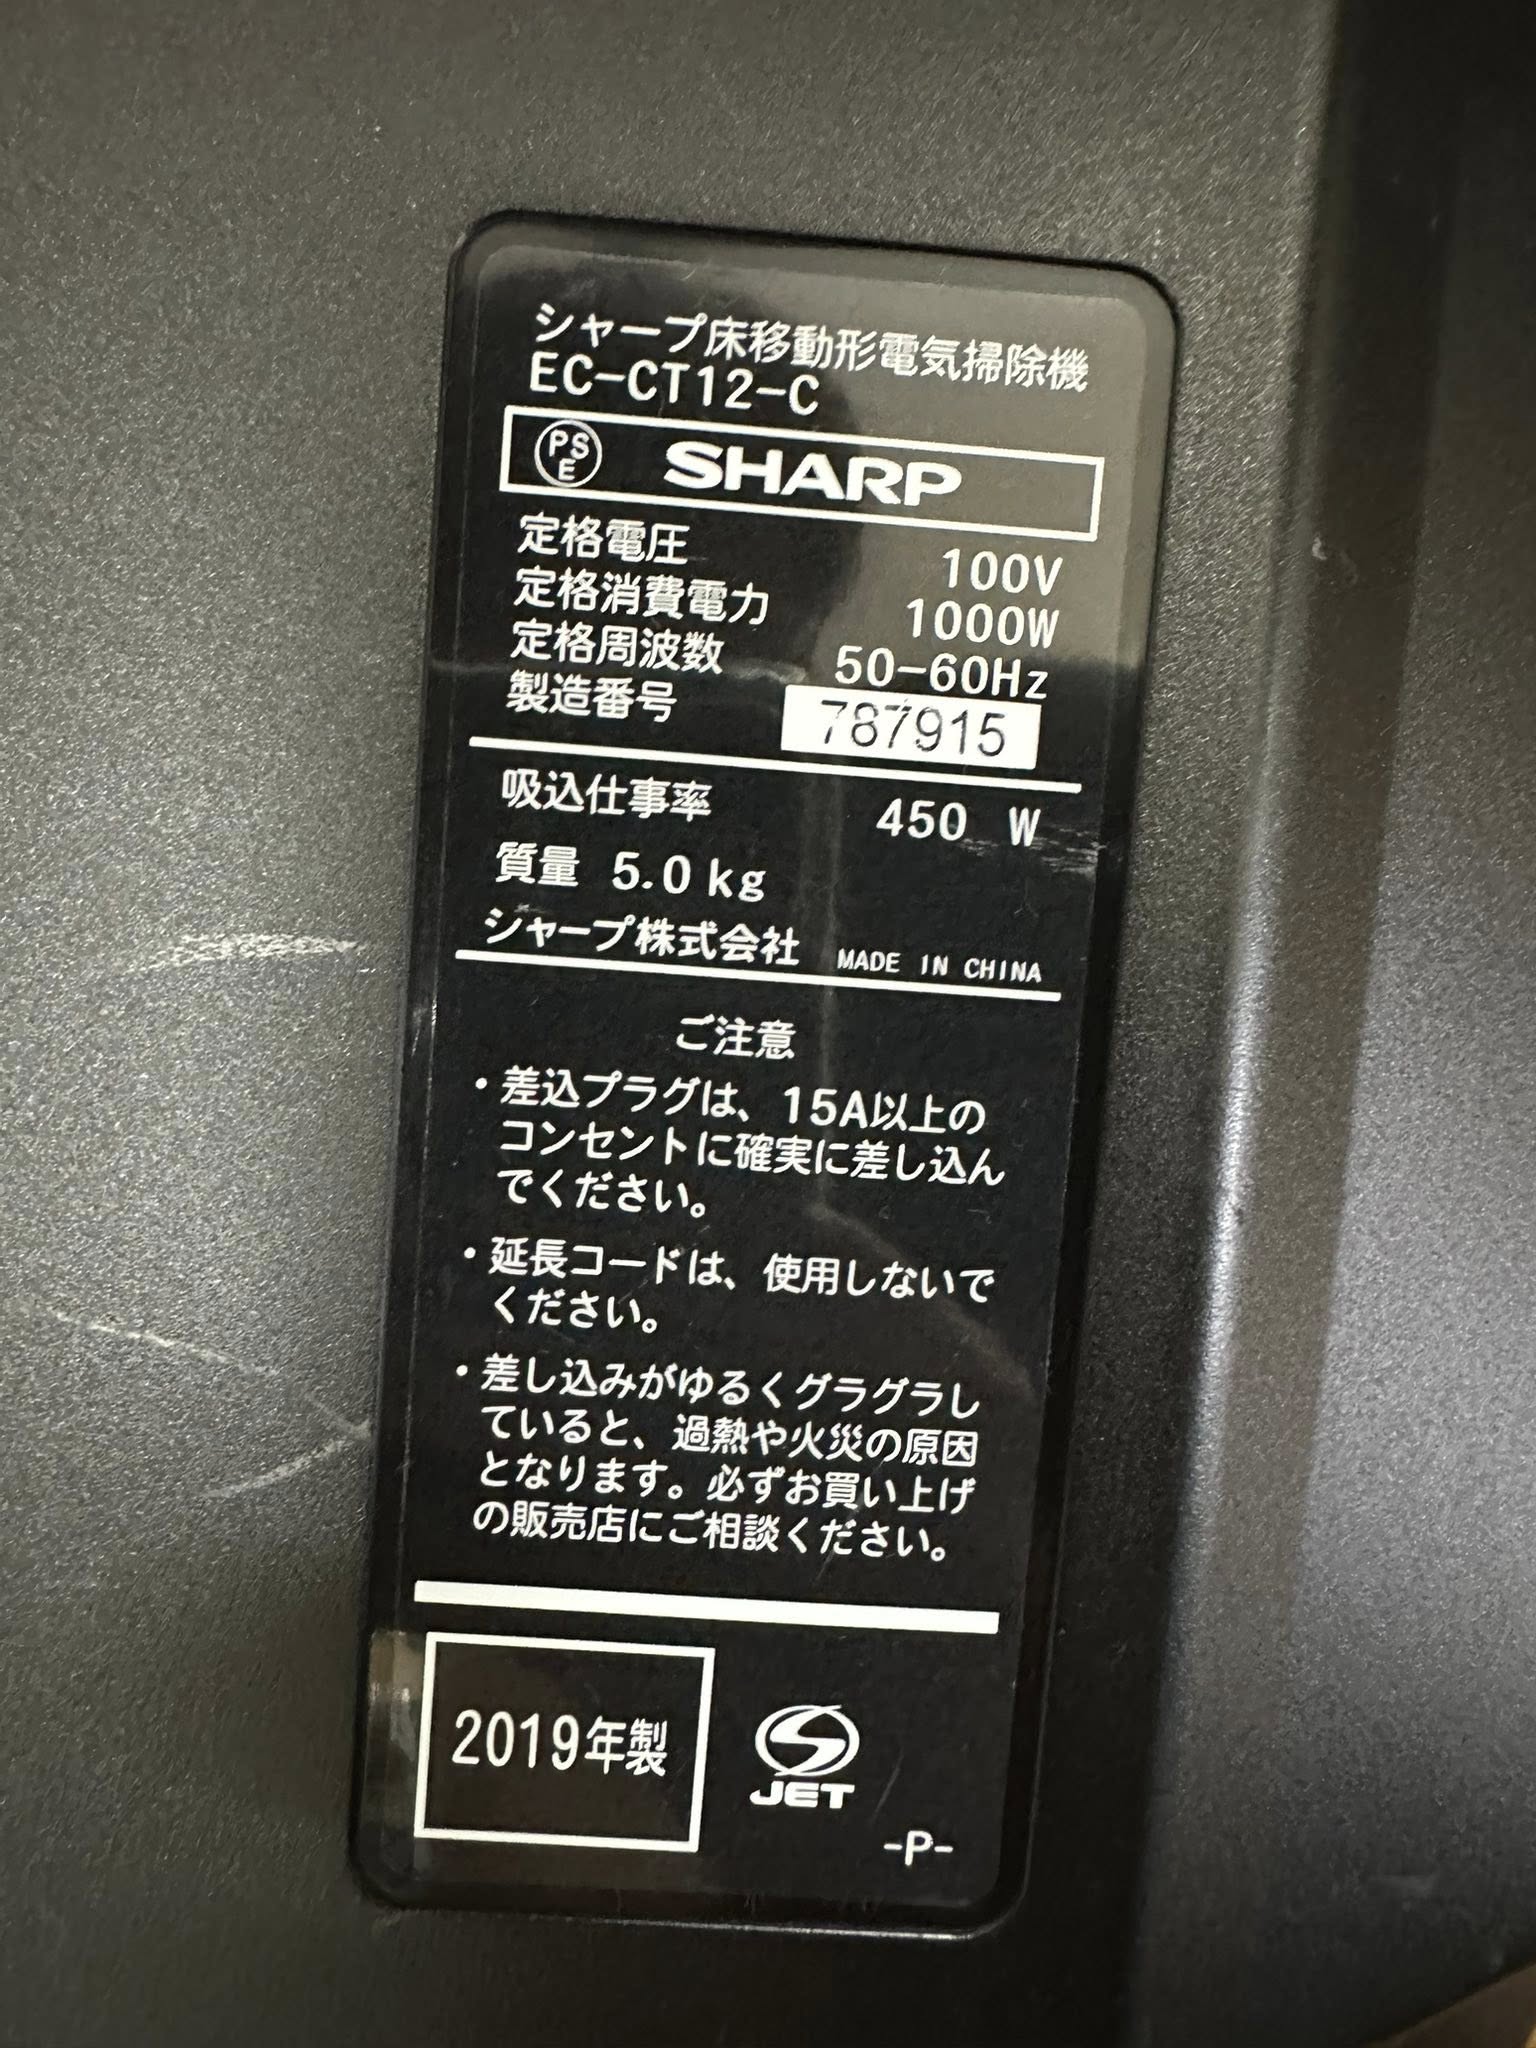 シャープ床移動形電気掃除機
EC-CT12-C
PSE SHARP
定格電圧 100V
定格消費電力 1000W
定格周波数 50-60Hz
製造番号 787915
吸込仕事率 450 W
質量 5.0kg
シャープ株式会社 MADE IN CHINA
ご注意
・差込プラグは、15A以上の
コンセントに確実に差し込ん
でください。
・延長コードは、使用しないで
ください。
・差し込みがゆるくグラグラし
ていると、過熱や火災の原因
となります。必ずお買い上げ
の販売店にご相談ください。
2019年製
JET
-P-